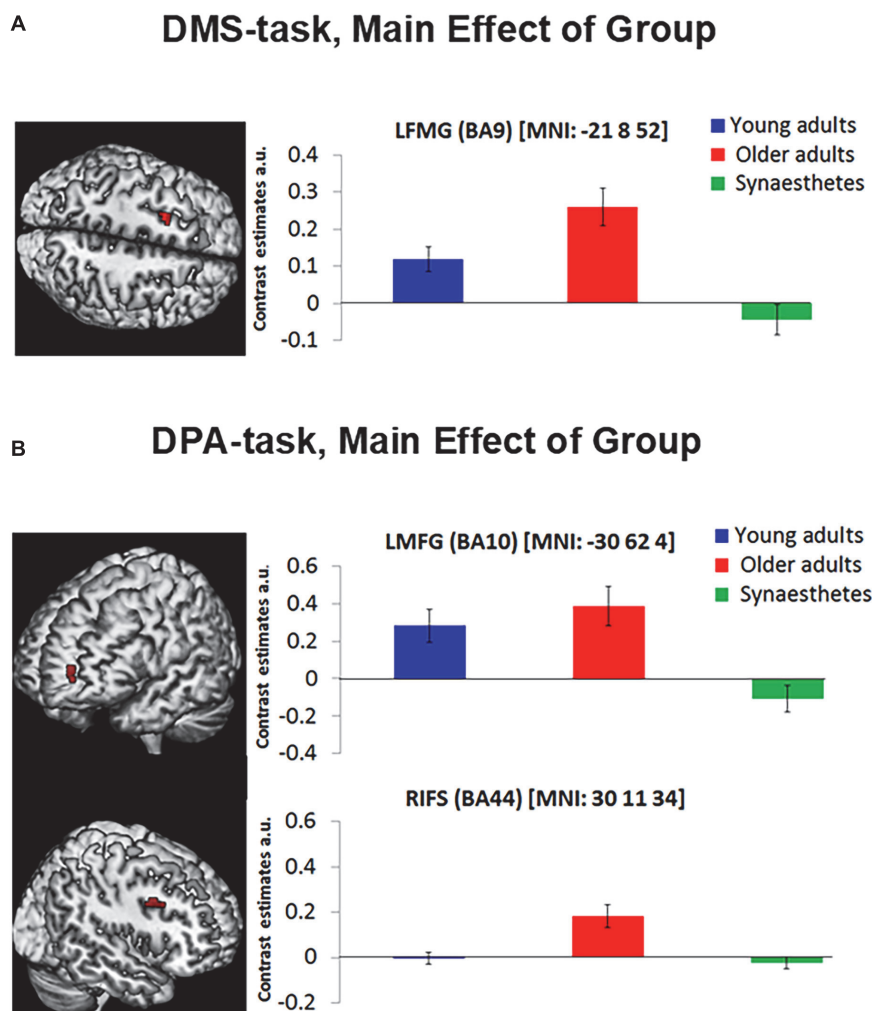 A
DMS-task, Main Effect of Group
LFMG (BA9) [MNI: -21 8 52]
Young adults
Older adults
Synaesthetes
Contrast estimates a.u.
0.4
0.3
0.2
0.1
0
-0.1
B
DPA-task, Main Effect of Group
LMFG (BA10) [MNI: -30 62 4]
Young adults
Older adults
Synaesthetes
Contrast estimates a.u.
0.6
0.4
0.2
0
-0.2
-0.4
RIFS (BA44) [MNI: 30 11 34]
Contrast estimates a.u.
0.6
0.4
0.2
0
-0.2